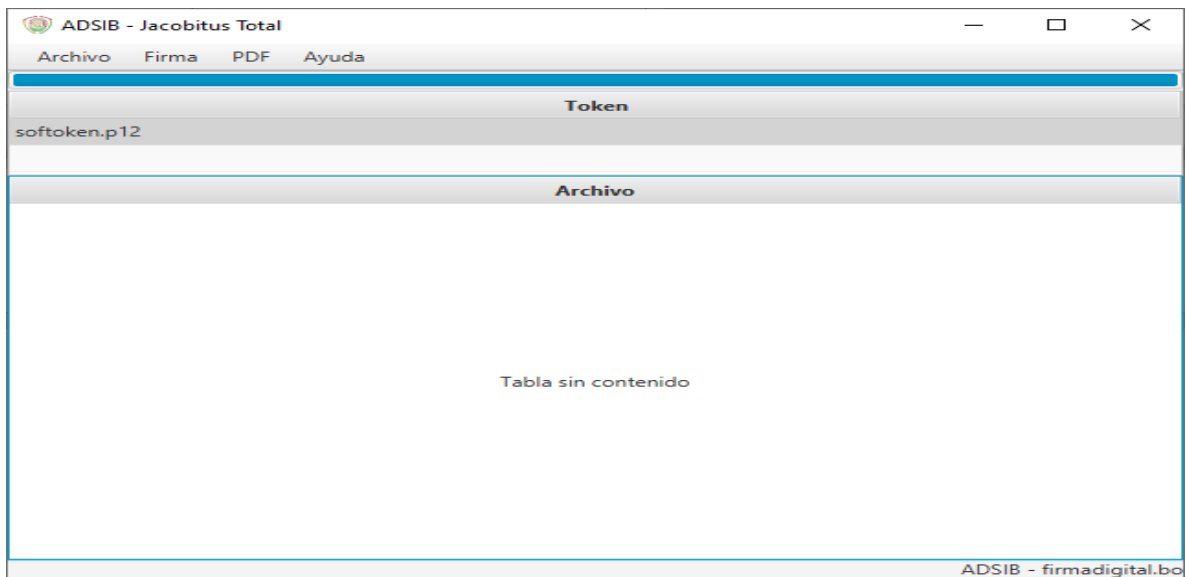 ADSIB - Jacobitus Total
Archivo Firma PDF Ayuda
Token
softoken.p12
Archivo
Tabla sin contenido
ADSIB - firmadigital.bo